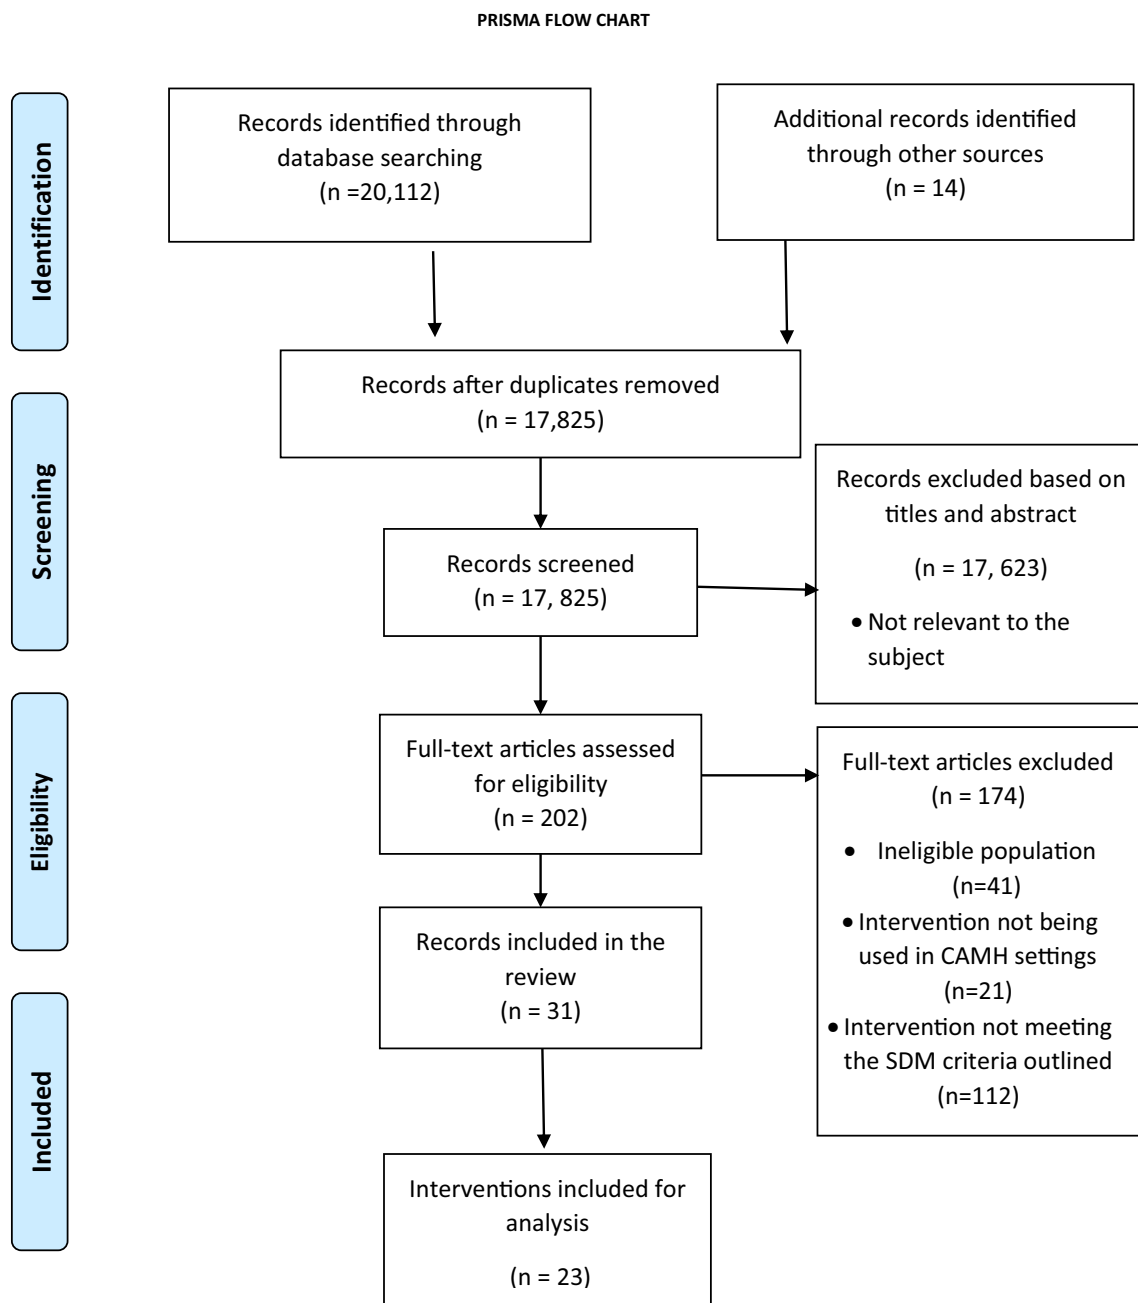 PRISMA FLOW CHART
Identification
Records identified through
database searching
(n =20,112)
Additional records identified
through other sources
(n = 14)
Records after duplicates removed
(n = 17,825)
Screening
Records screened
(n = 17, 825)
Records excluded based on
titles and abstract
(n = 17, 623)
• Not relevant to the
subject
Eligibility
Full-text articles assessed
for eligibility
(n = 202)
Full-text articles excluded
(n = 174)
• Ineligible population
(n=41)
• Intervention not being
used in CAMH settings
(n=21)
• Intervention not meeting
the SDM criteria outlined
(n=112)
Records included in the
review
(n = 31)
Included
Interventions included for
analysis
(n = 23)